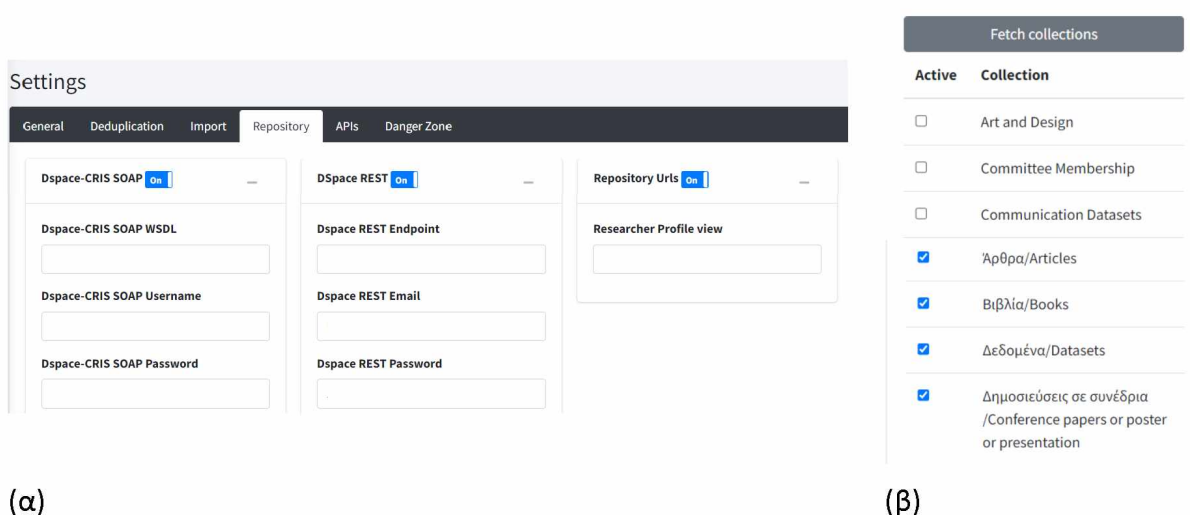 Settings
General Deduplication Import Repository APIs Danger Zone
Dspace-CRIS SOAP On
Dspace-CRIS SOAP WSDL
Dspace-CRIS SOAP Username
Dspace-CRIS SOAP Password
DSpace REST On
Dspace REST Endpoint
Dspace REST Email
Dspace REST Password
Repository Urls On
Researcher Profile view
(α)
Fetch collections
Active Collection
Art and Design
Committee Membership
Communication Datasets
Άρθρα/Articles
Βιβλία/Books
Δεδομένα/Datasets
Δημοσιεύσεις σε συνέδρια
/Conference papers or poster
or presentation
(β)